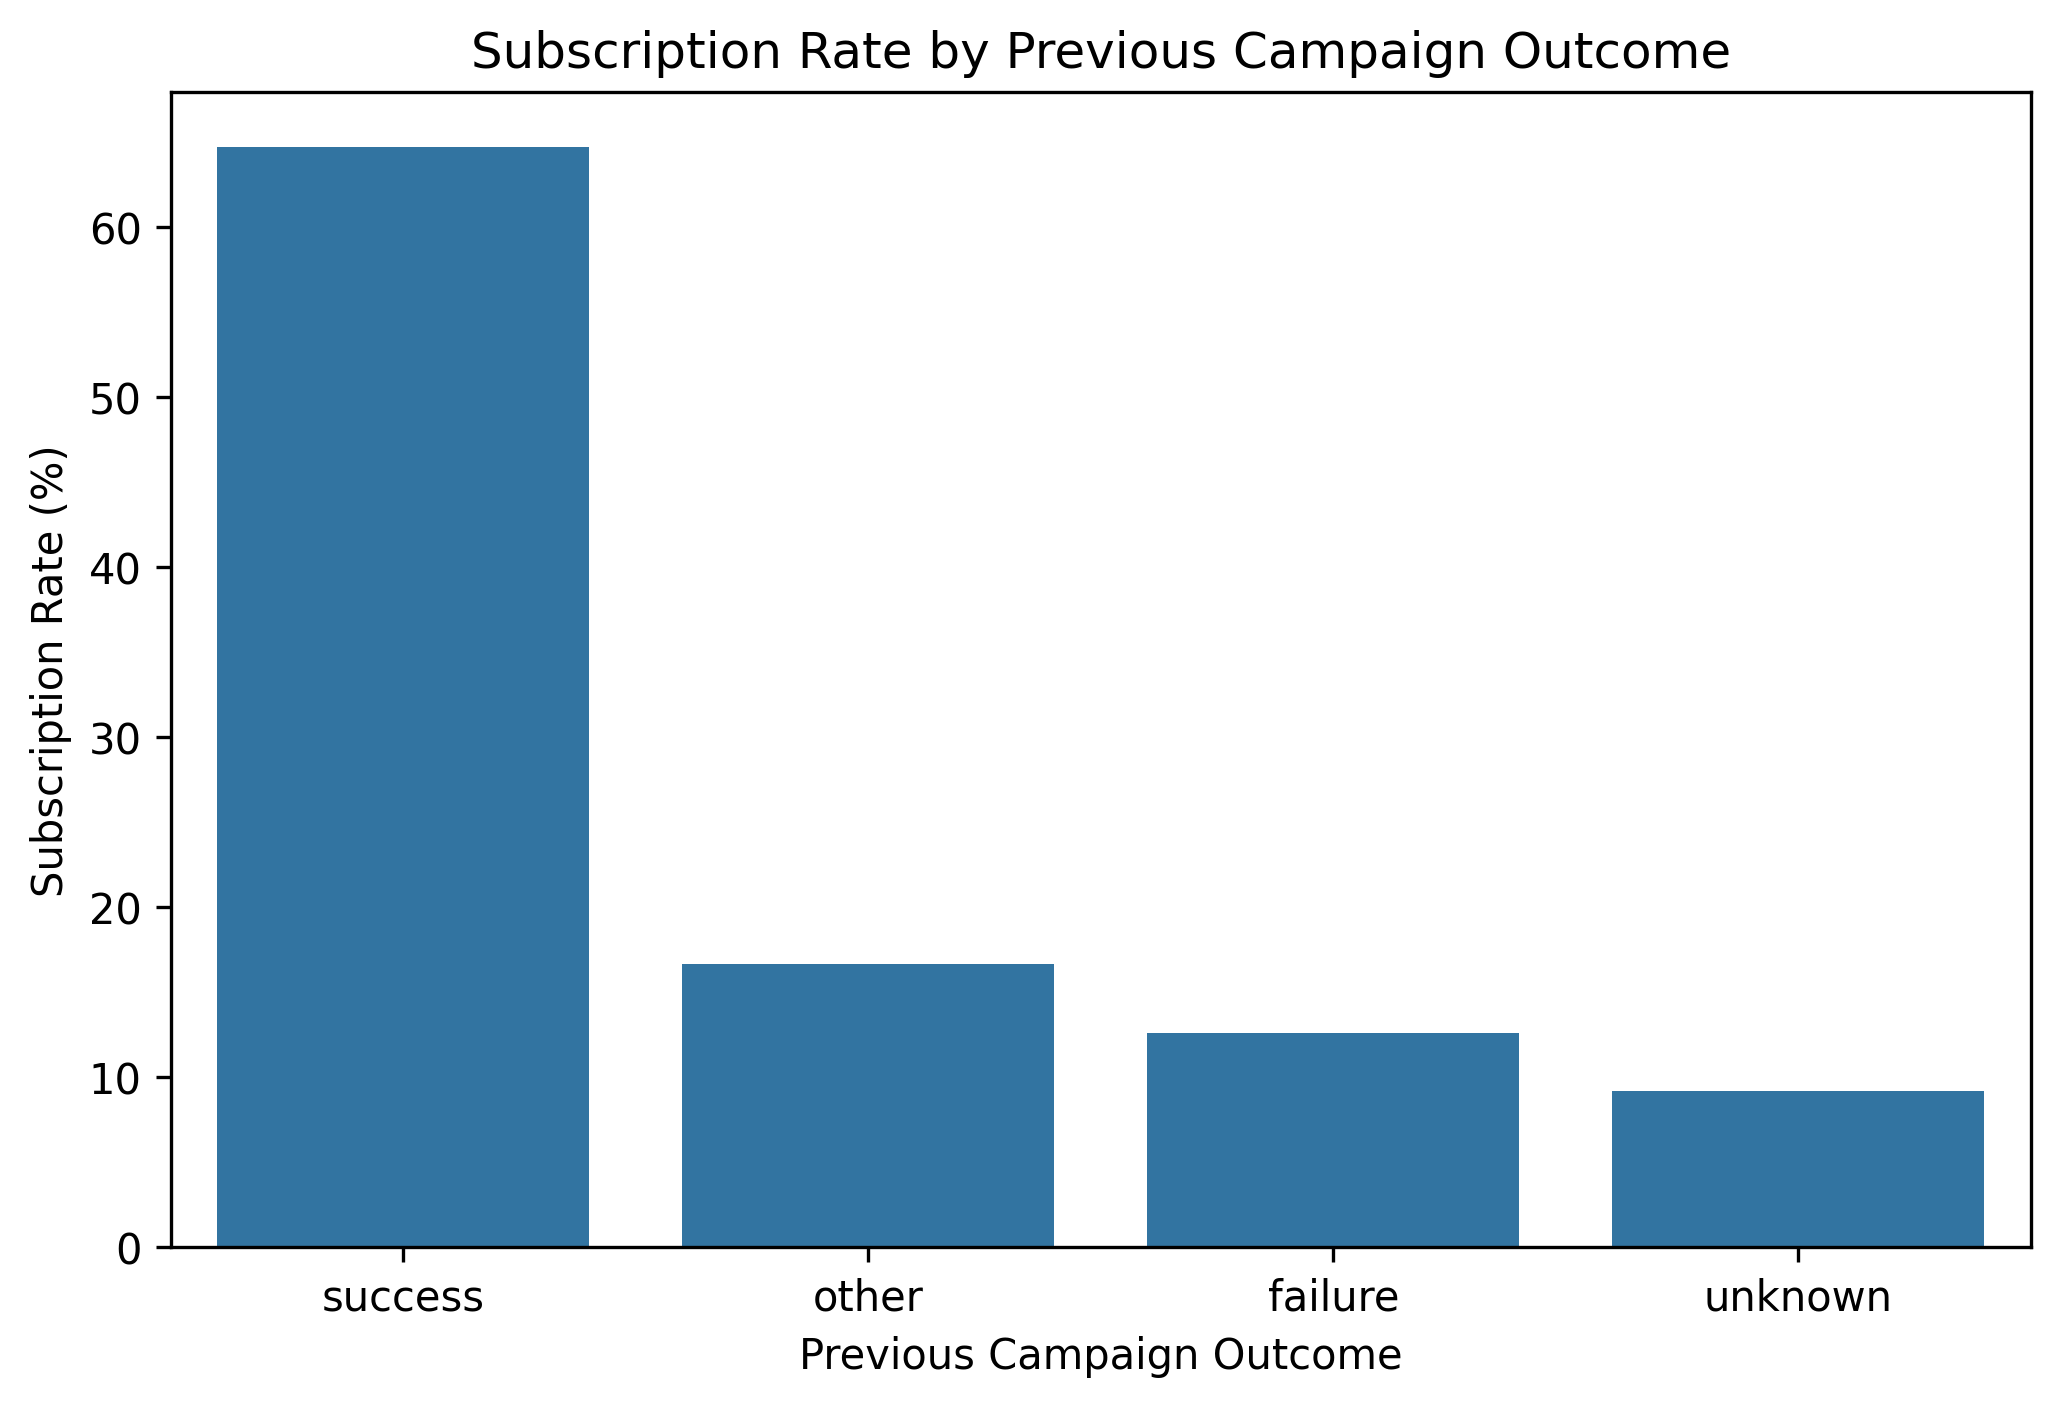 Subscription Rate by Previous Campaign Outcome
Subscription Rate (%)
60
50
40
30
20
10
0
success other failure unknown
Previous Campaign Outcome